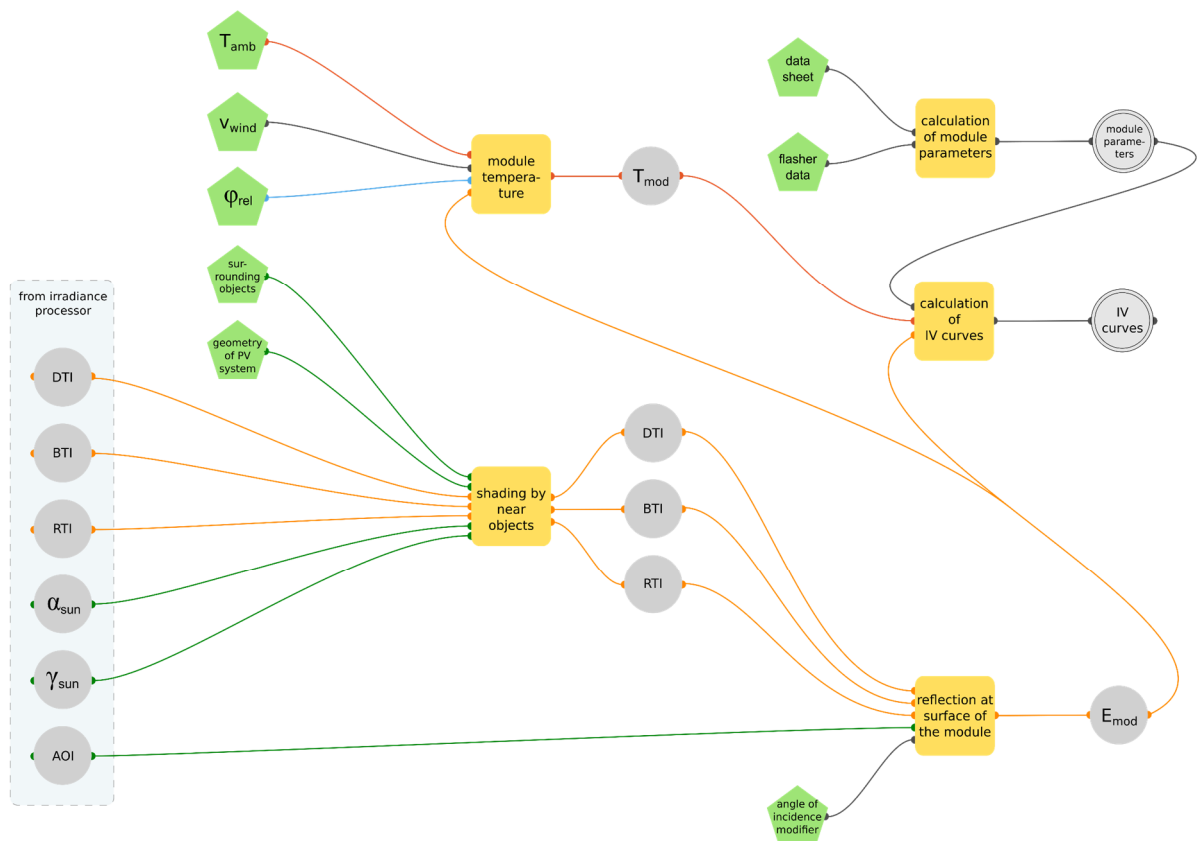 T_amb
v_wind
φ_rel
sur-
rounding
objects
geometry
of PV
system
from irradiance
processor
DTI
BTI
RTI
α_sun
γ_sun
AOI
module
tempera-
ture
T_mod
data
sheet
flasher
data
calculation
of module
parameters
module
parame-
ters
calculation
of
IV curves
IV
curves
shading by
near
objects
DTI
BTI
RTI
reflection at
surface of
the module
E_mod
angle of
incidence
modifier